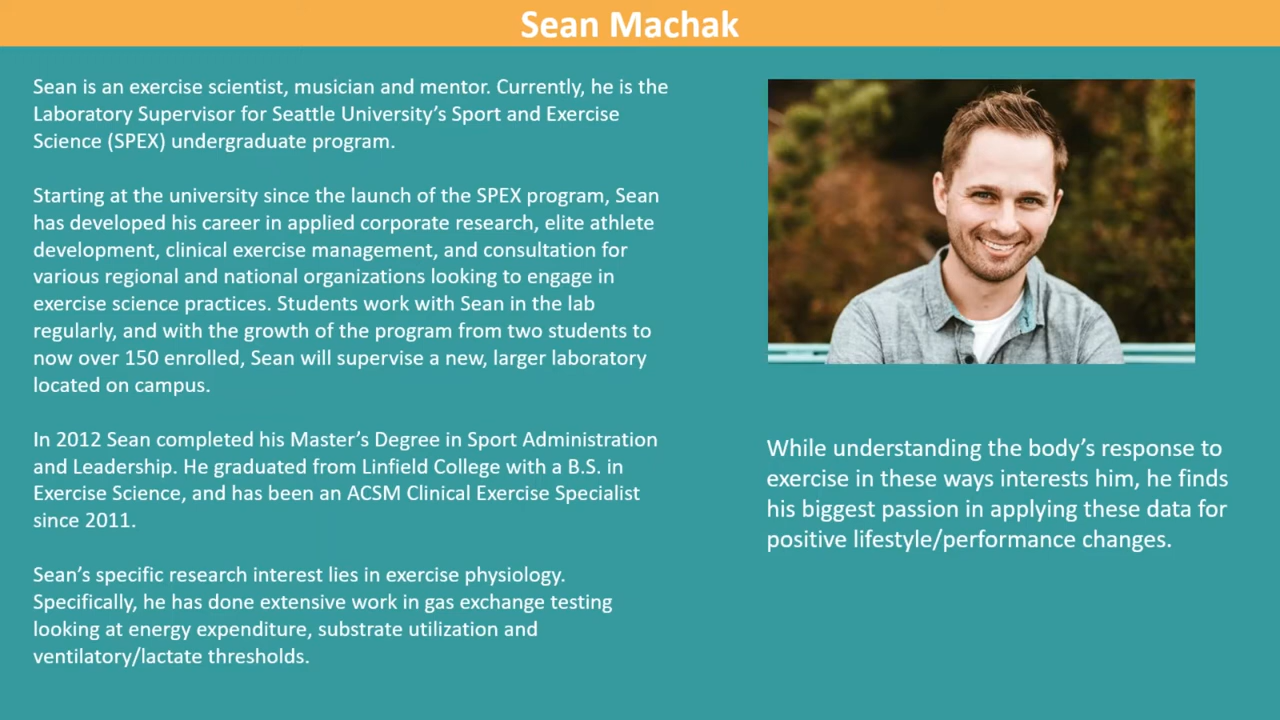 Sean Machak
Sean is an exercise scientist, musician and mentor. Currently, he is the
Laboratory Supervisor for Seattle University’s Sport and Exercise
Science (SPEX) undergraduate program.
Starting at the university since the launch of the SPEX program, Sean
has developed his career in applied corporate research, elite athlete
development, clinical exercise management, and consultation for
various regional and national organizations looking to engage in
exercise science practices. Students work with Sean in the lab
regularly, and with the growth of the program from two students to
now over 150 enrolled, Sean will supervise a new, larger laboratory
located on campus.
In 2012 Sean completed his Master’s Degree in Sport Administration
and Leadership. He graduated from Linfield College with a B.S. in
Exercise Science, and has been an ACSM Clinical Exercise Specialist
since 2011.
Sean’s specific research interest lies in exercise physiology.
Specifically, he has done extensive work in gas exchange testing
looking at energy expenditure, substrate utilization and
ventilatory/lactate thresholds.
While understanding the body’s response to
exercise in these ways interests him, he finds
his biggest passion in applying these data for
positive lifestyle/performance changes.